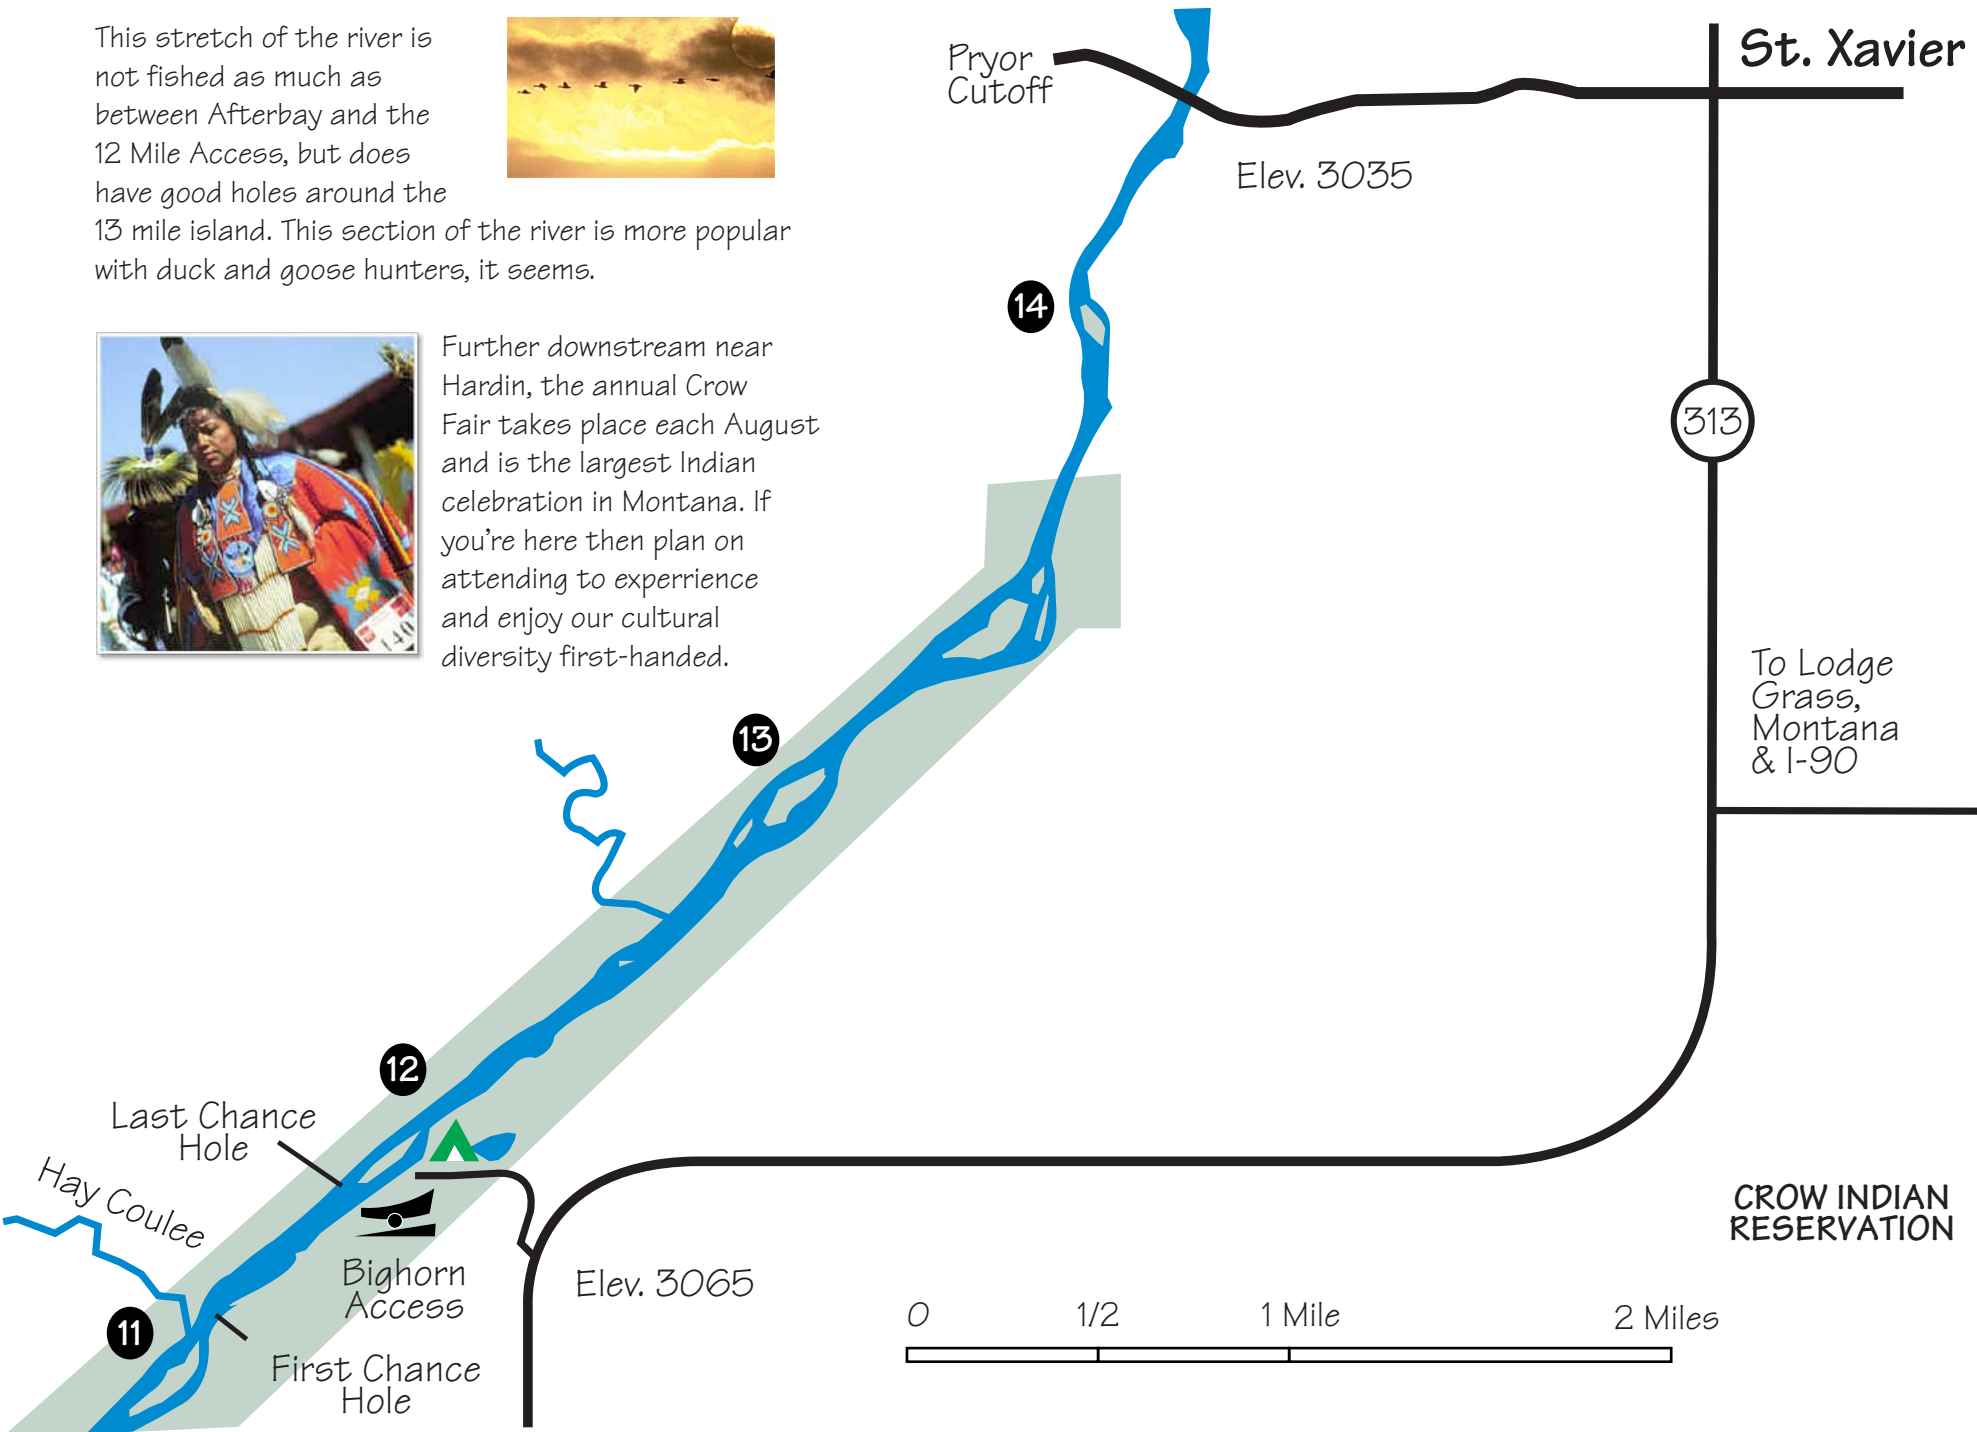 This stretch of the river is
not fished as much as
between Afterbay and the
12 Mile Access, but does
have good holes around the
13 mile island. This section of the river is more popular
with duck and goose hunters, it seems.
Further downstream near
Hardin, the annual Crow
Fair takes place each August
and is the largest Indian
celebration in Montana. If
you're here then plan on
attending to experrience
and enjoy our cultural
diversity first-handed.
Pryor
Cutoff
St. Xavier
Elev. 3035
14
313
To Lodge
Grass,
Montana
& I-90
13
12
Last Chance
Hole
Hay Coulee
11
Bighorn
Access
First Chance
Hole
Elev. 3065
CROW INDIAN
RESERVATION
0 1/2 1 Mile 2 Miles